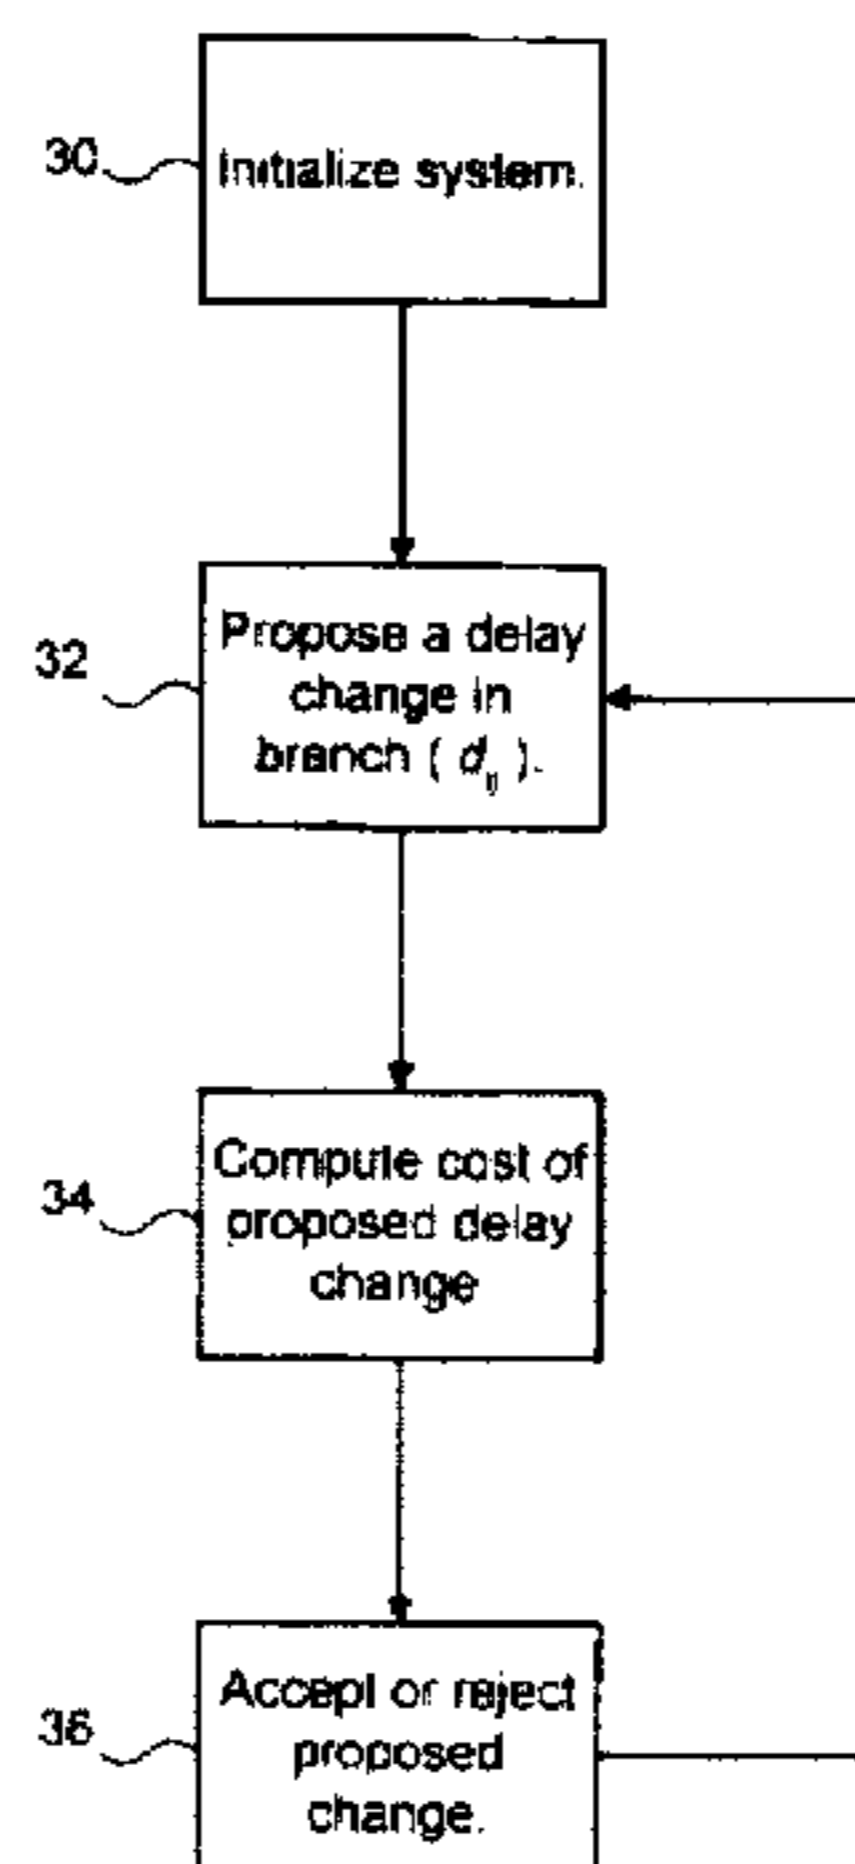 30
Initialize system.
32
Propose a delay
change in
branch ( d_ij ).
34
Compute cost of
proposed delay
change
36
Accept or reject
proposed
change.